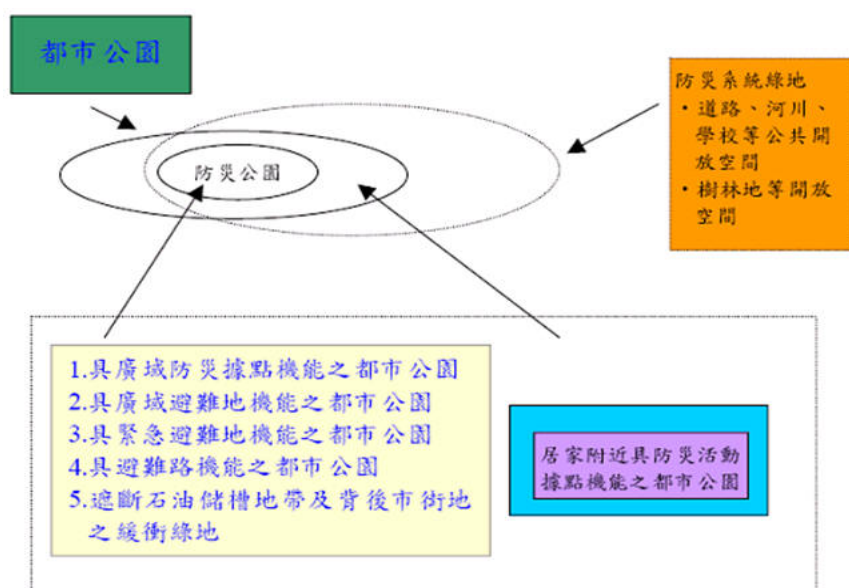 都市公園
防災系統綠地
・道路、河川、
學校等公共開
放空間
・樹林地等開放
空間
防災公園
1.具廣域防災據點機能之都市公園
2.具廣域避難地機能之都市公園
3.具緊急避難地機能之都市公園
4.具避難路機能之都市公園
5.遮斷石油儲槽地帶及背後市街地
之緩衝綠地
居家附近具防災活動
據點機能之都市公園